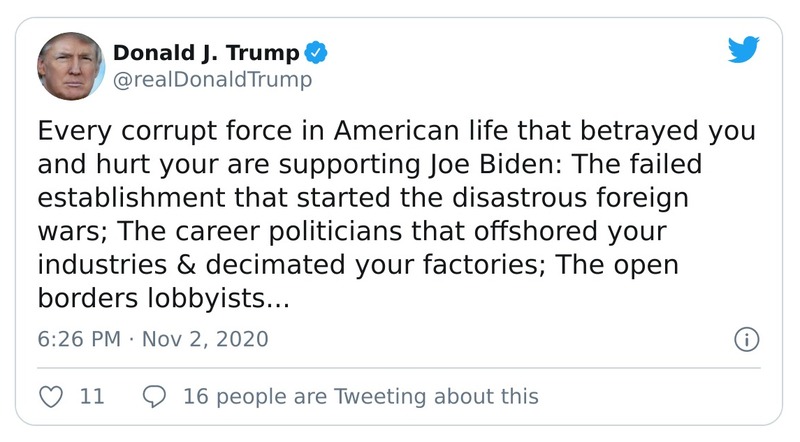 Donald J. Trump
@realDonaldTrump
Every corrupt force in American life that betrayed you
and hurt your are supporting Joe Biden: The failed
establishment that started the disastrous foreign
wars; The career politicians that offshored your
industries & decimated your factories; The open
borders lobbyists...
6:26 PM · Nov 2, 2020
11 16 people are Tweeting about this